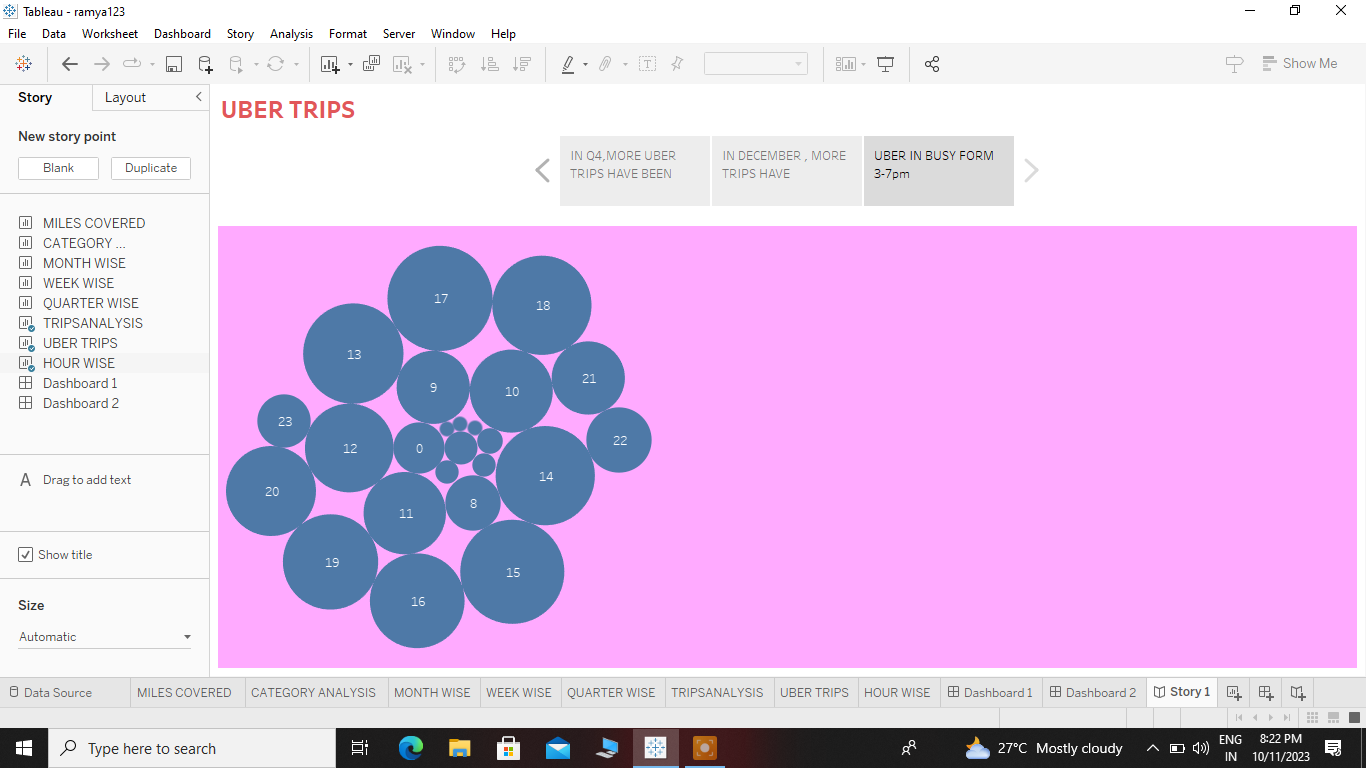 Tableau - ramya123
File Data Worksheet Dashboard Story Analysis Format Server Window Help
Show Me
Story Layout
New story point
Blank Duplicate
MILES COVERED
CATEGORY ...
MONTH WISE
WEEK WISE
QUARTER WISE
TRIPSANALYSIS
UBER TRIPS
HOUR WISE
Dashboard 1
Dashboard 2
A Drag to add text
Show title
Size
Automatic
UBER TRIPS
IN Q4,MORE UBER
TRIPS HAVE BEEN
IN DECEMBER , MORE
TRIPS HAVE
UBER IN BUSY FORM
3-7pm
17
18
13
21
9
10
23
22
12
0
14
20
8
11
19
15
16
Data Source MILES COVERED CATEGORY ANALYSIS MONTH WISE WEEK WISE QUARTER WISE TRIPSANALYSIS UBER TRIPS HOUR WISE Dashboard 1 Dashboard 2 Story 1
Type here to search
27°C Mostly cloudy
ENG
IN
8:22 PM
10/11/2023